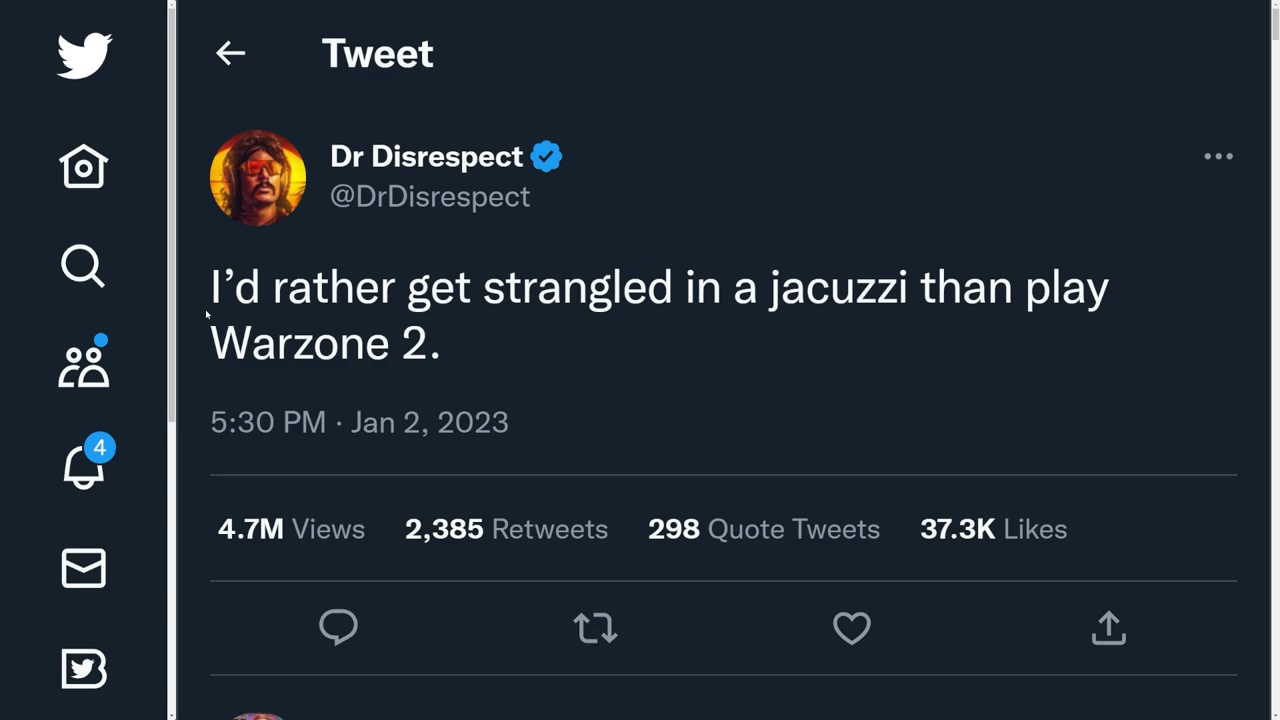 Tweet
Dr Disrespect
@DrDisrespect
I’d rather get strangled in a jacuzzi than play
Warzone 2.
5:30 PM · Jan 2, 2023
4
4.7M Views 2,385 Retweets 298 Quote Tweets 37.3K Likes